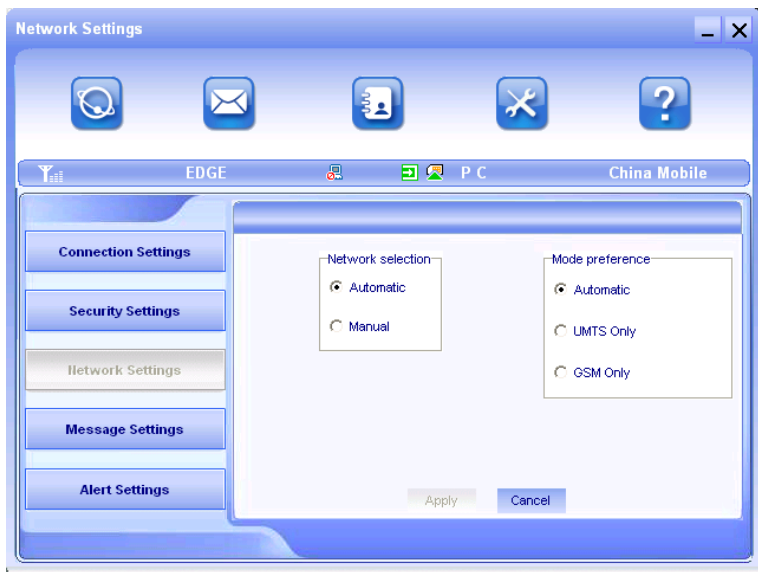 Network Settings
EDGE PC China Mobile
Connection Settings
Security Settings
Network Settings
Message Settings
Alert Settings
Network selection
Automatic
Manual
Mode preference
Automatic
UMTS Only
GSM Only
Apply Cancel